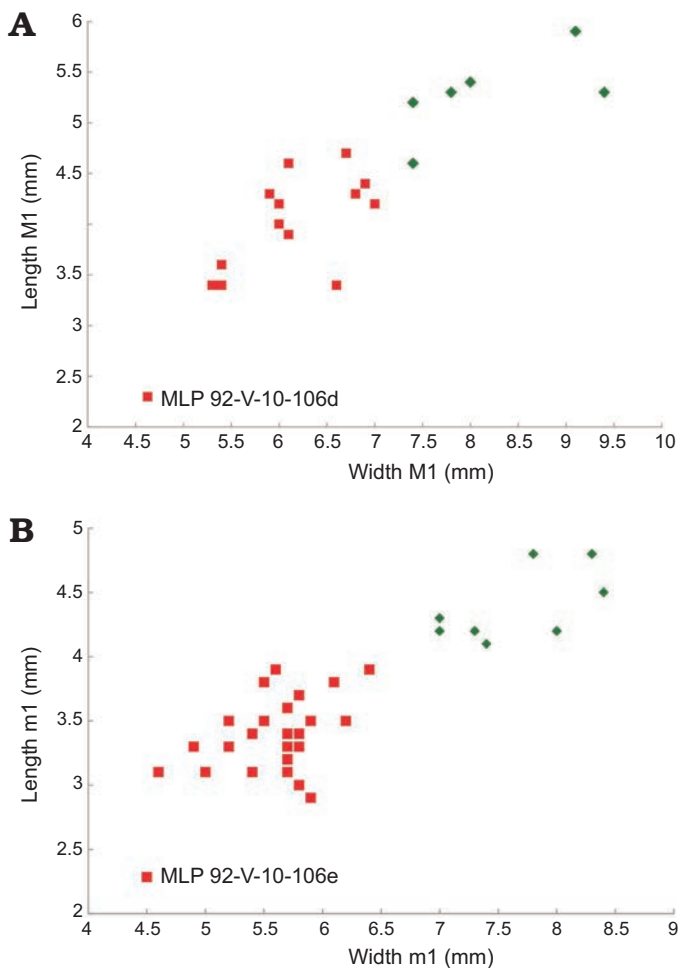 A
6
5.5
5
4.5
3.5
3
2.5
2
Length M1 (mm)
MLP 92-V-10-106d
4 4.5 5 5.5 6 6.5 7 7.5 8 8.5 9 9.5 10
Width M1 (mm)
B
5
4.5
4
3.5
3
2.5
2
Length m1 (mm)
MLP 92-V-10-106e
4 4.5 5 5.5 6 6.5 7 7.5 8 8.5 9
Width m1 (mm)